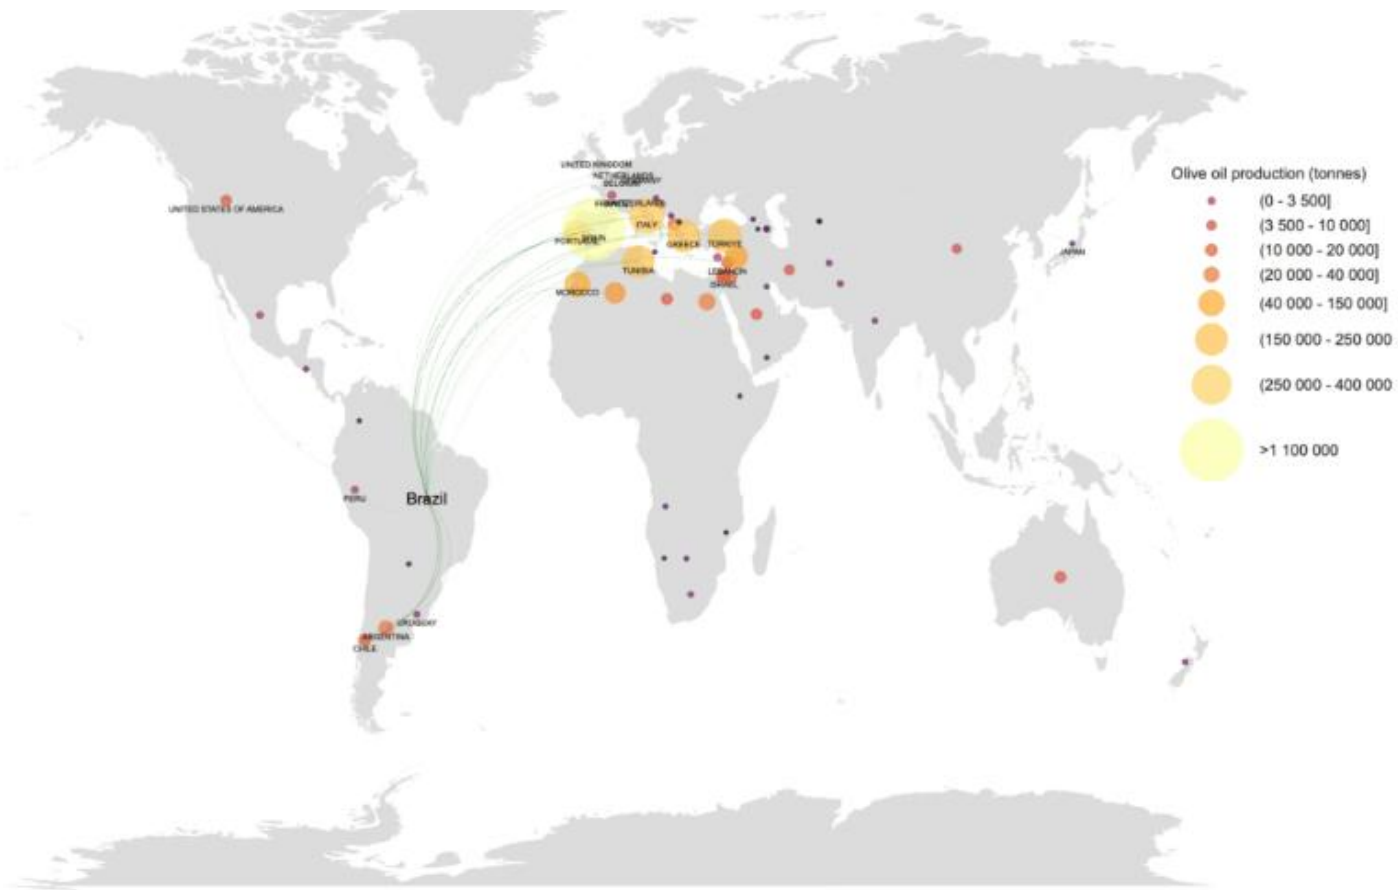 UNITED KINGDOM
NETHERLANDS
BELGIUM
UNITED STATES OF AMERICA
ITALY
PORTUGAL
SPAIN
GREECE
TÜRKIYE
TUNISIA
LEBANON
ISRAEL
MOROCCO
JAPAN
PERU
Brazil
URUGUAY
ARGENTINA
CHILE
Olive oil production (tonnes)
(0 - 3 500]
(3 500 - 10 000]
(10 000 - 20 000]
(20 000 - 40 000]
(40 000 - 150 000]
(150 000 - 250 000
(250 000 - 400 000
>1 100 000